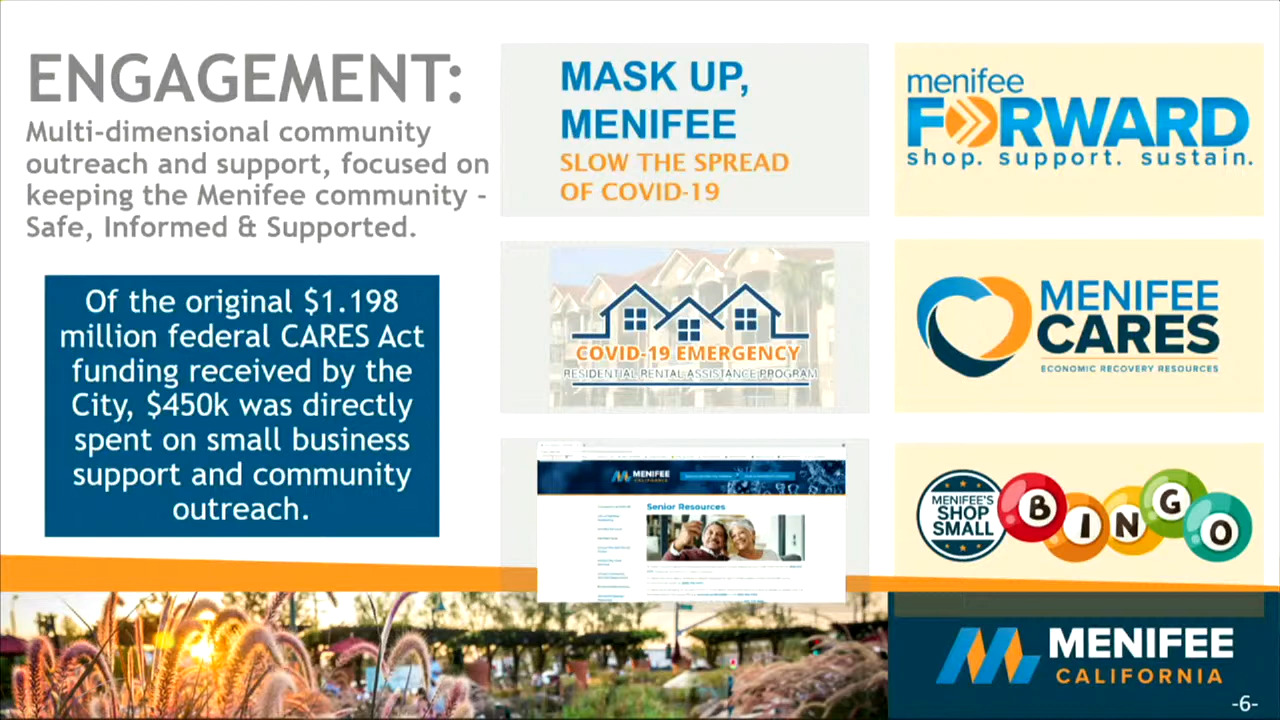 ENGAGEMENT:
Multi-dimensional community
outreach and support, focused on
keeping the Menifee community -
Safe, Informed & Supported.
Of the original $1.198
million federal CARES Act
funding received by the
City, $450k was directly
spent on small business
support and community
outreach.
MASK UP,
MENIFEE
SLOW THE SPREAD
OF COVID-19
COVID-19 EMERGENCY
RESIDENTIAL RENTAL ASSISTANCE PROGRAM
MENIFEE
CALIFORNIA
Senior Resources
menifee
FORWARD
shop. support. sustain.
MENIFEE
CARES
ECONOMIC RECOVERY RESOURCES
MENIFEE'S
SHOP
SMALL
BINGO
MENIFEE
CALIFORNIA
-6-